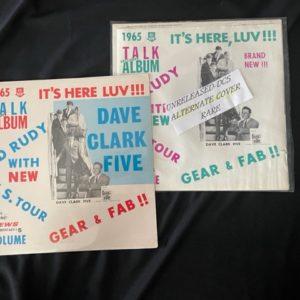 1965
TALK
ALBUM
IT'S HERE LUV!!!
DAVE
CLARK
FIVE
RUDY
WITH
NEW
TOUR
GEAR & FAB!!
DAVE CLARK FIVE
1965
TALK
ALBUM
IT'S HERE, LUV!!!
BRAND
NEW !!!
RUDY
UNRELEASED-DC5
ALTERNATE COVER
RARE
TOUR
DAVE CLARK FIVE
GEAR & FAB!!